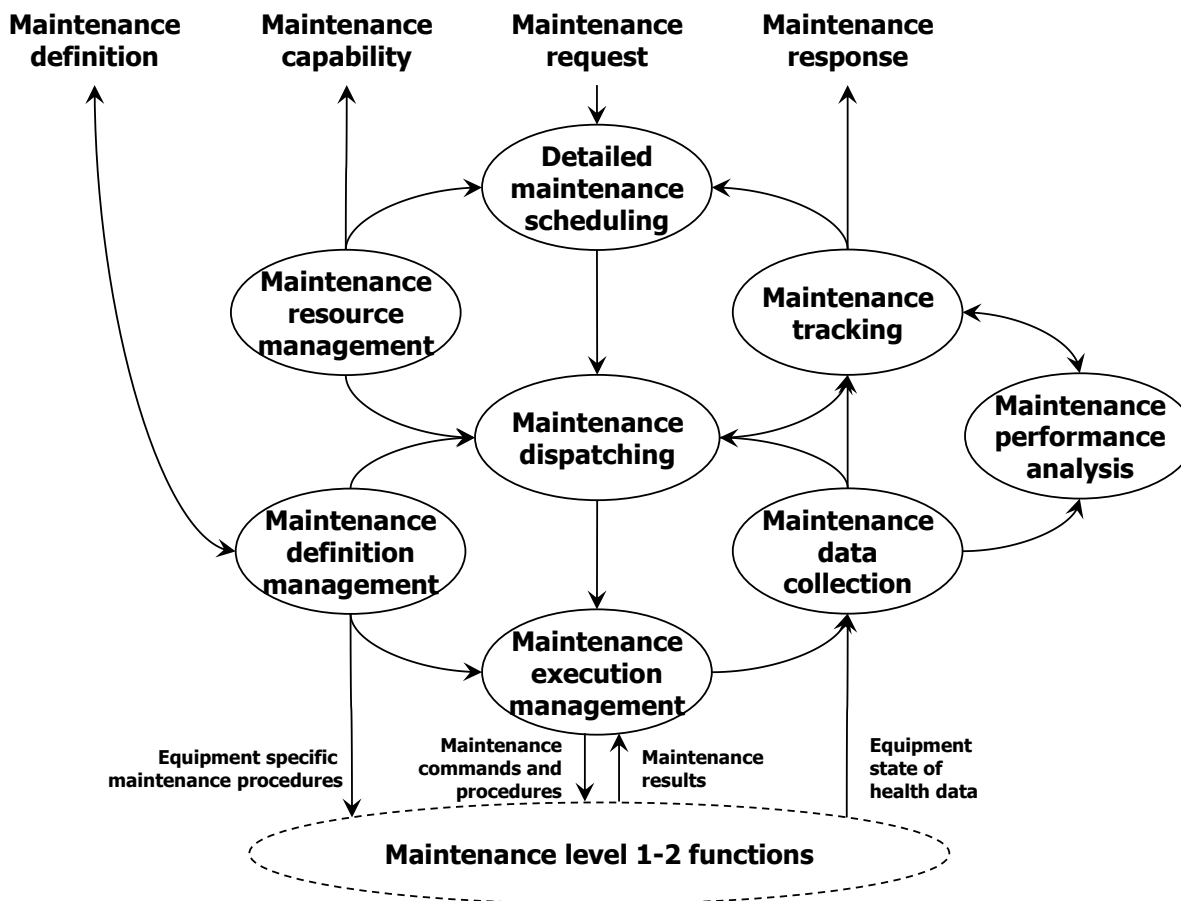 Maintenance
definition
Maintenance
capability
Maintenance
request
Maintenance
response
Detailed
maintenance
scheduling
Maintenance
resource
management
Maintenance
tracking
Maintenance
dispatching
Maintenance
performance
analysis
Maintenance
definition
management
Maintenance
data
collection
Maintenance
execution
management
Equipment specific
maintenance procedures
Maintenance
commands and
procedures
Maintenance
results
Equipment
state of
health data
Maintenance level 1-2 functions